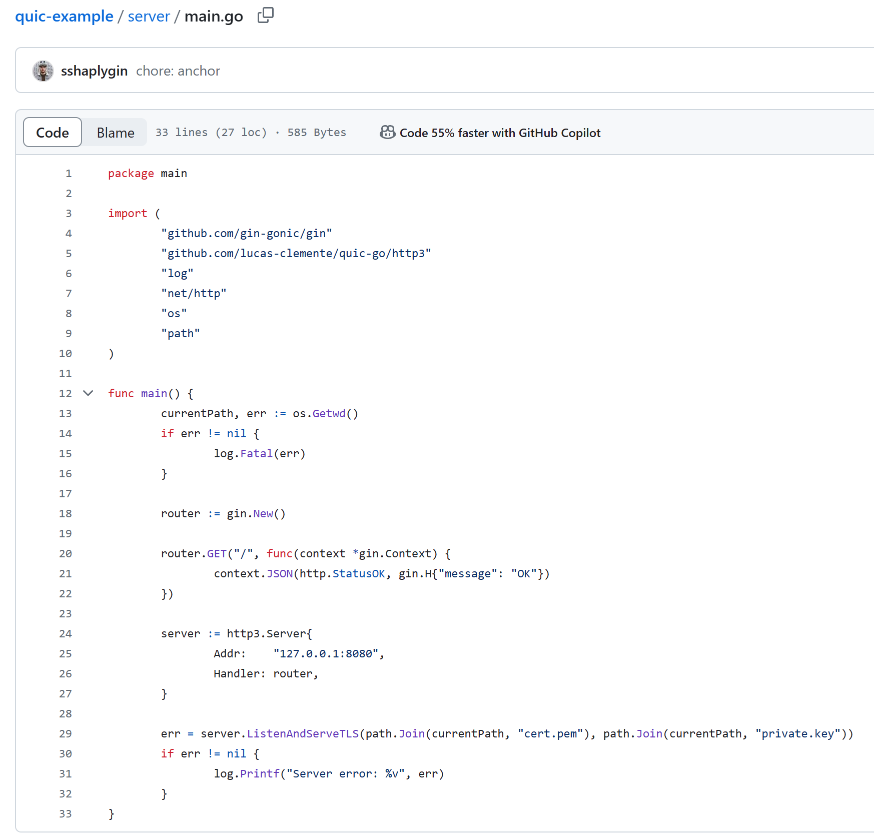 quic-example / server / main.go
sshaplygin chore: anchor
Code Blame 33 lines (27 loc) · 585 Bytes Code 55% faster with GitHub Copilot
1 package main
2
3 import (
4 "github.com/gin-gonic/gin"
5 "github.com/lucas-clemente/quic-go/http3"
6 "log"
7 "net/http"
8 "os"
9 "path"
10 )
11
12 func main() {
13 currentPath, err := os.Getwd()
14 if err != nil {
15 log.Fatal(err)
16 }
17
18 router := gin.New()
19
20 router.GET("/", func(context *gin.Context) {
21 context.JSON(http.StatusOK, gin.H{"message": "OK"})
22 })
23
24 server := http3.Server{
25 Addr:    "127.0.0.1:8080",
26 Handler: router,
27 }
28
29 err = server.ListenAndServeTLS(path.Join(currentPath, "cert.pem"), path.Join(currentPath, "private.key"))
30 if err != nil {
31 log.Printf("Server error: %v", err)
32 }
33 }